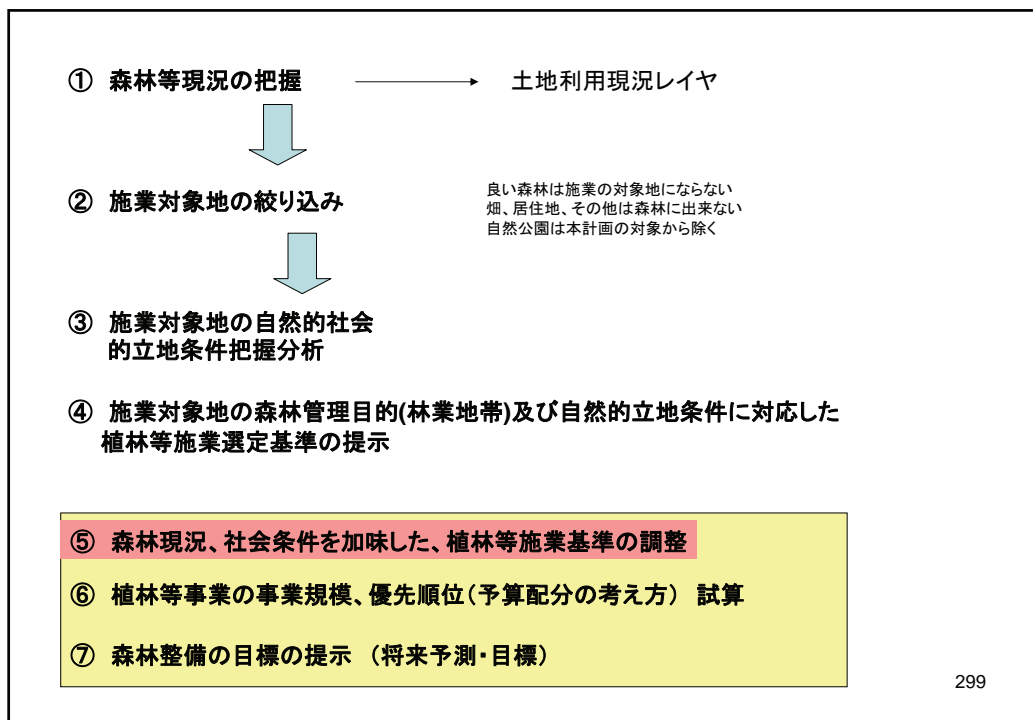 ① 森林等現況の把握
土地利用現況レイヤ
② 施業対象地の絞り込み
良い森林は施業の対象地にならない
畑、居住地、その他は森林に出来ない
自然公園は本計画の対象から除く
③ 施業対象地の自然的社会
的立地条件把握分析
④ 施業対象地の森林管理目的(林業地帯)及び自然的立地条件に対応した
植林等施業選定基準の提示
⑤ 森林現況、社会条件を加味した、植林等施業基準の調整
⑥ 植林等事業の事業規模、優先順位(予算配分の考え方) 試算
⑦ 森林整備の目標の提示 (将来予測・目標)
299